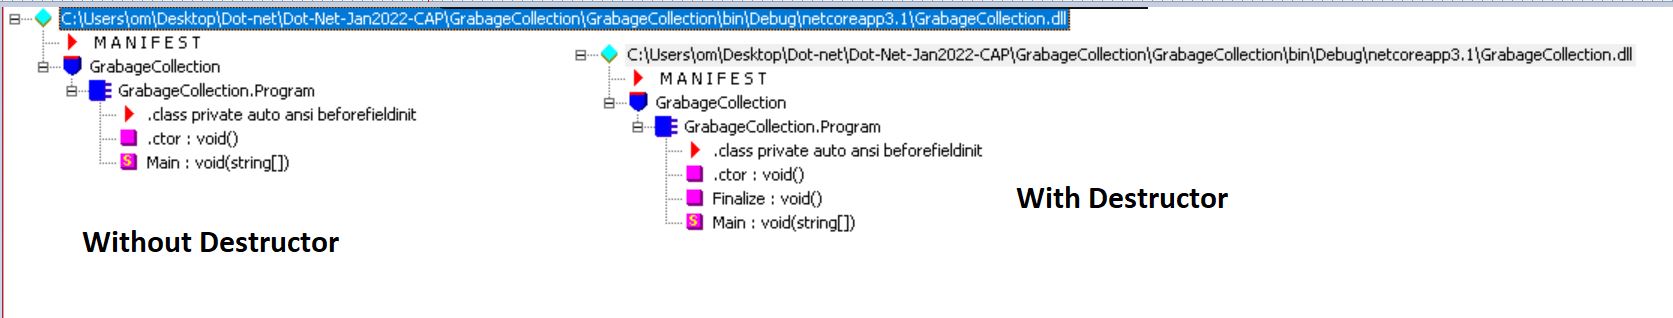 C:\Users\om\Desktop\Dot-net\Dot-Net-Jan2022-CAP\GrabageCollection\GrabageCollection\bin\Debug\netcoreapp3.1\GrabageCollection.dll
M A N I F E S T
GrabageCollection
GrabageCollection.Program
.class private auto ansi beforefieldinit
.ctor : void()
S Main : void(string[])
Without Destructor
C:\Users\om\Desktop\Dot-net\Dot-Net-Jan2022-CAP\GrabageCollection\GrabageCollection\bin\Debug\netcoreapp3.1\GrabageCollection.dll
M A N I F E S T
GrabageCollection
GrabageCollection.Program
.class private auto ansi beforefieldinit
.ctor : void()
Finalize : void()
S Main : void(string[])
With Destructor